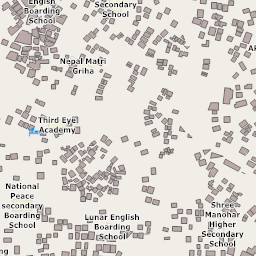 English
Boarding
School
Secondary
School
Nepal Matri
Griha
Third Eye
Academy
National
Peace
secondary
Boarding
School
Lunar English
Boarding
School
Shree
Manohar
Higher
Secondary
School